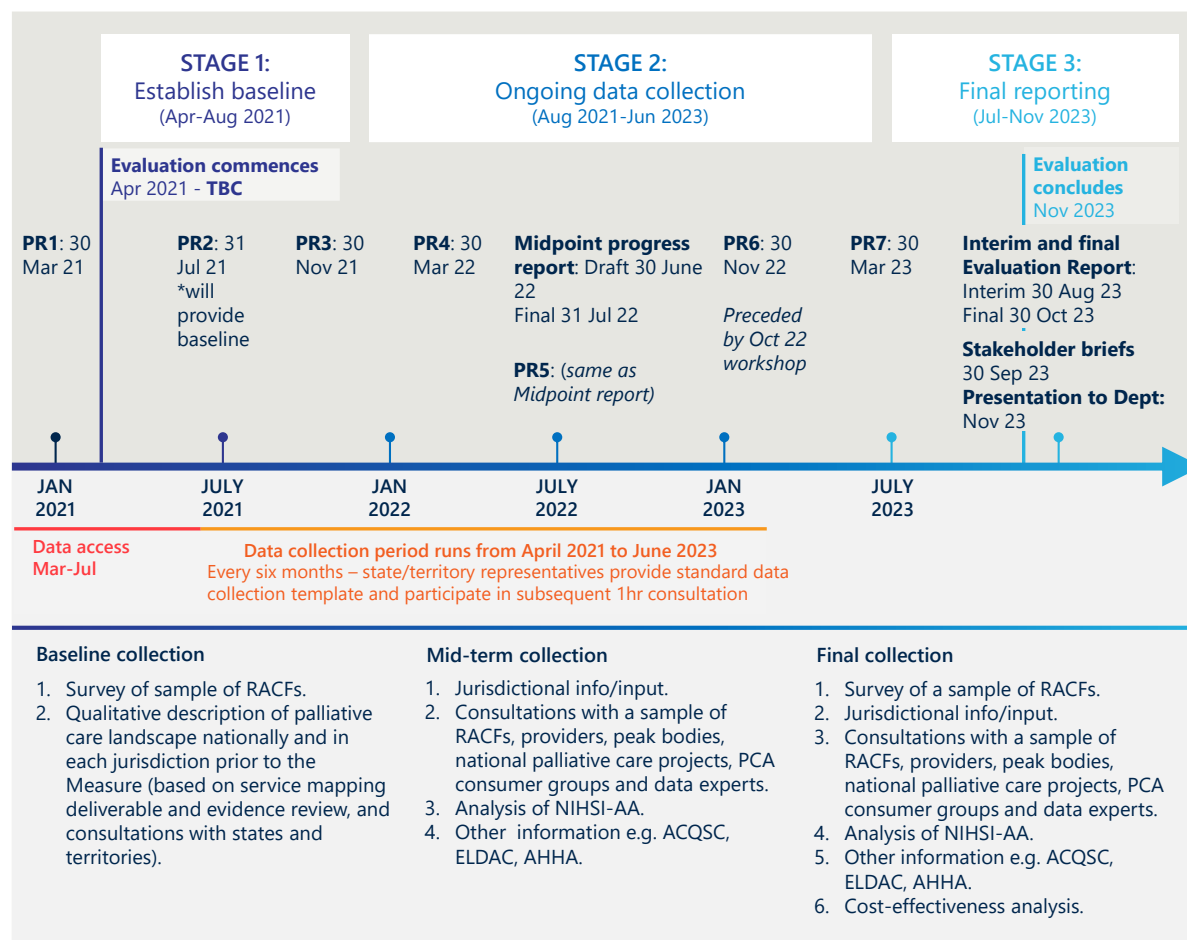 STAGE 1:
Establish baseline
(Apr-Aug 2021)
STAGE 2:
Ongoing data collection
(Aug 2021-Jun 2023)
STAGE 3:
Final reporting
(Jul-Nov 2023)
Evaluation commences
Apr 2021 - TBC
Evaluation
concludes
Nov 2023
PR1: 30
Mar 21
PR2: 31
Jul 21
*will
provide
baseline
PR3: 30
Nov 21
PR4: 30
Mar 22
Midpoint progress
report: Draft 30 June
22
Final 31 Jul 22
PR5: (same as
Midpoint report)
PR6: 30
Nov 22
Preceded
by Oct 22
workshop
PR7: 30
Mar 23
Interim and final
Evaluation Report:
Interim 30 Aug 23
Final 30 Oct 23
Stakeholder briefs
30 Sep 23
Presentation to Dept:
Nov 23
JAN
2021
JULY
2021
JAN
2022
JULY
2022
JAN
2023
JULY
2023
Data access
Mar-Jul
Data collection period runs from April 2021 to June 2023
Every six months – state/territory representatives provide standard data
collection template and participate in subsequent 1hr consultation
Baseline collection
1. Survey of sample of RACFs.
2. Qualitative description of palliative
care landscape nationally and in
each jurisdiction prior to the
Measure (based on service mapping
deliverable and evidence review, and
consultations with states and
territories).
Mid-term collection
1. Jurisdictional info/input.
2. Consultations with a sample of
RACFs, providers, peak bodies,
national palliative care projects, PCA
consumer groups and data experts.
3. Analysis of NIHSI-AA.
4. Other information e.g. ACQSC,
ELDAC, AHHA.
Final collection
1. Survey of a sample of RACFs.
2. Jurisdictional info/input.
3. Consultations with a sample of
RACFs, providers, peak bodies,
national palliative care projects, PCA
consumer groups and data experts.
4. Analysis of NIHSI-AA.
5. Other information e.g. ACQSC,
ELDAC, AHHA.
6. Cost-effectiveness analysis.